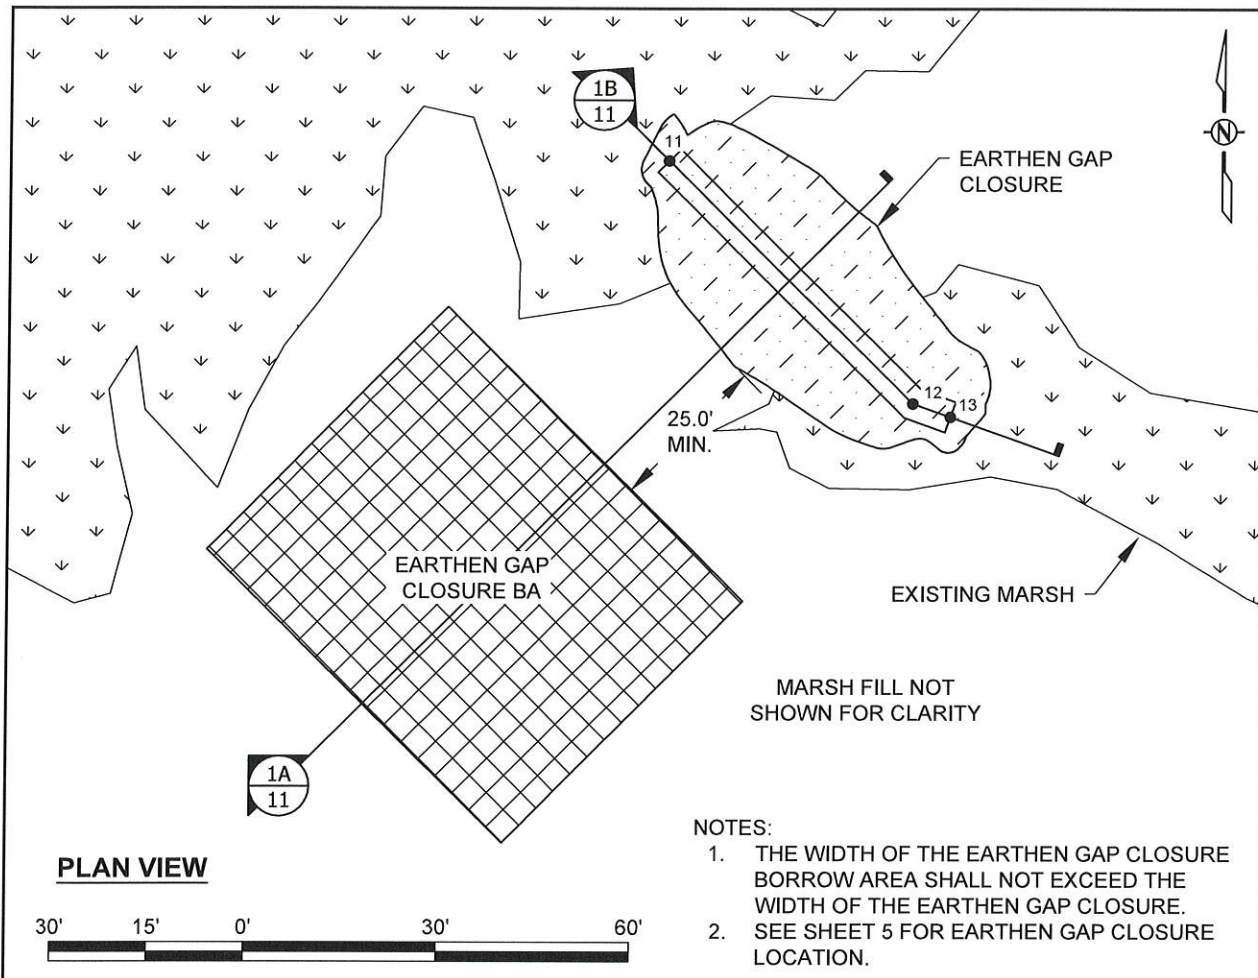 1B
11
N
11
EARTHEN GAP
CLOSURE
12
13
25.0'
MIN.
EARTHEN GAP
CLOSURE BA
EXISTING MARSH
MARSH FILL NOT
SHOWN FOR CLARITY
1A
11
PLAN VIEW
30' 15' 0' 30' 60'
NOTES:
1. THE WIDTH OF THE EARTHEN GAP CLOSURE
BORROW AREA SHALL NOT EXCEED THE
WIDTH OF THE EARTHEN GAP CLOSURE.
2. SEE SHEET 5 FOR EARTHEN GAP CLOSURE
LOCATION.